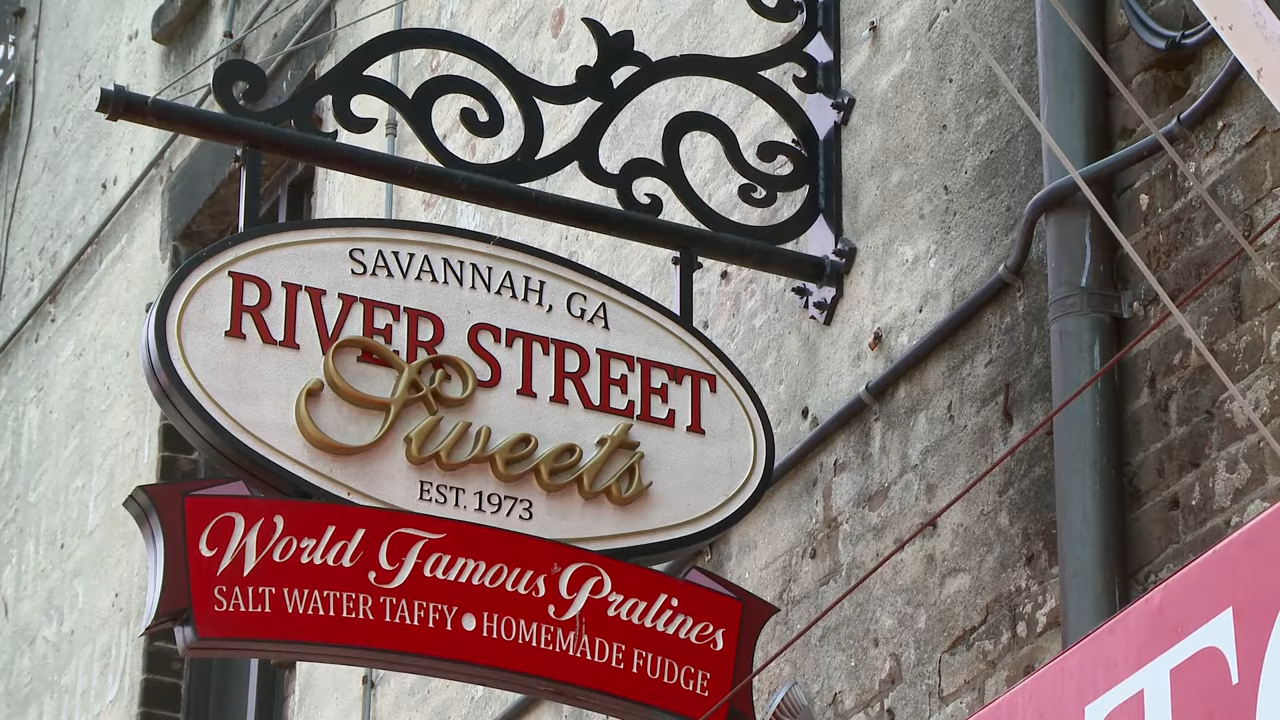 SAVANNAH, GA
RIVER STREET
Sweets
EST. 1973
World Famous Pralines
SALT WATER TAFFY • HOMEMADE FUDGE